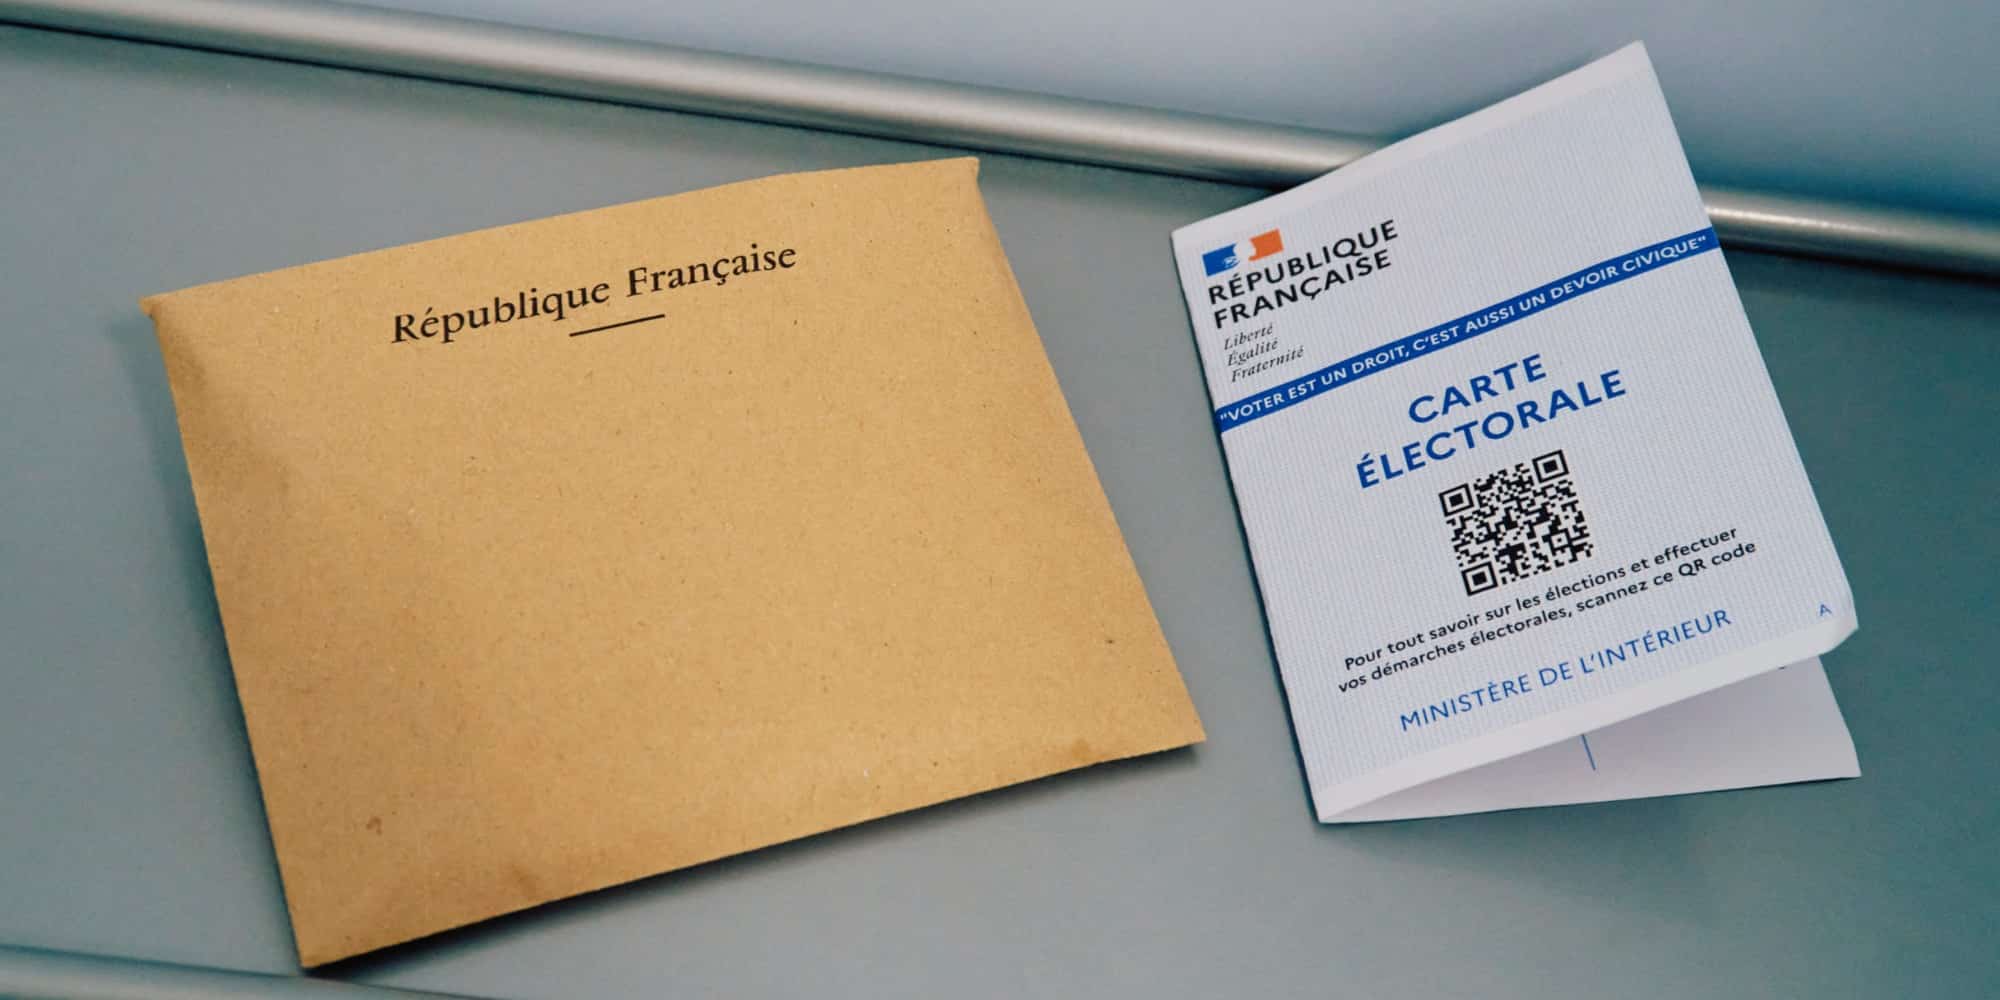 République Française
RÉPUBLIQUE
FRANÇAISE
Liberté
Égalité
Fraternité
"VOTER EST UN DROIT, C'EST AUSSI UN DEVOIR CIVIQUE"
CARTE
ÉLECTORALE
Pour tout savoir sur les élections et effectuer
vos démarches électorales, scannez ce QR code
MINISTÈRE DE L'INTÉRIEUR
A